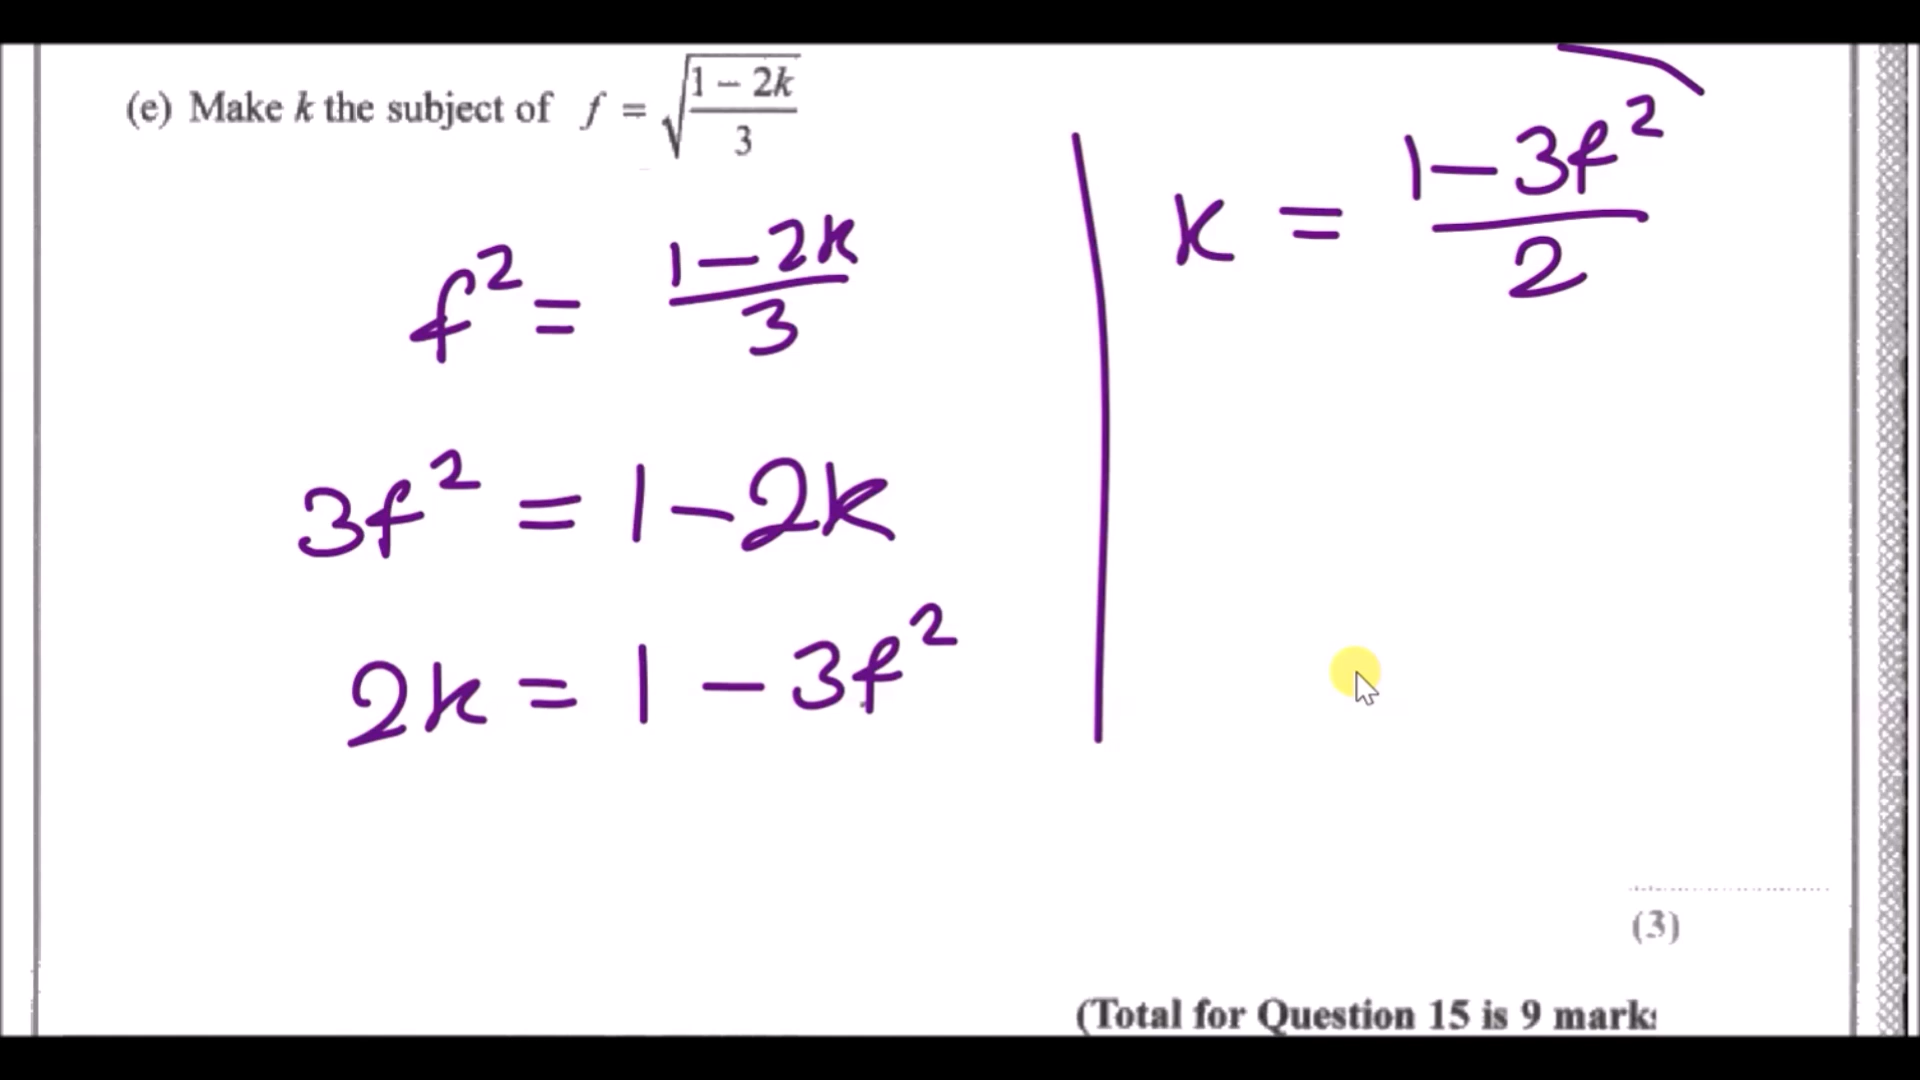 (e) Make k the subject of f = √((1 − 2k)/3)
f² = (1 − 2k)/3
3f² = 1 − 2k
2k = 1 − 3f²
k = (1 − 3f²)/2
(3)
(Total for Question 15 is 9 marks